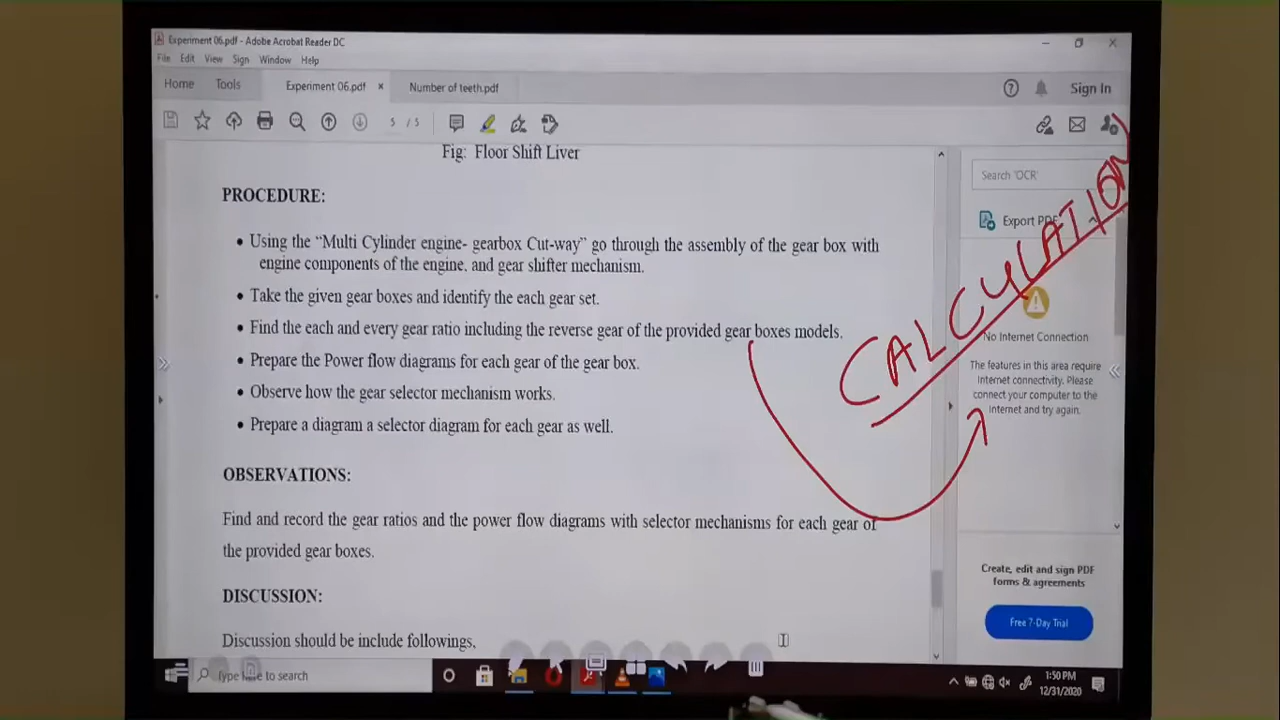 Experiment 06.pdf - Adobe Acrobat Reader DC
File Edit View Sign Window Help
Home Tools Experiment 06.pdf × Number of teeth.pdf Sign In
5 / 5
Fig: Floor Shift Liver
Search 'OCR'
PROCEDURE:
Export PDF
CALCULATION
• Using the “Multi Cylinder engine- gearbox Cut-way” go through the assembly of the gear box with
engine components of the engine, and gear shifter mechanism.
• Take the given gear boxes and identify the each gear set.
• Find the each and every gear ratio including the reverse gear of the provided gear boxes models.
• Prepare the Power flow diagrams for each gear of the gear box.
• Observe how the gear selector mechanism works.
• Prepare a diagram a selector diagram for each gear as well.
No Internet Connection
The features in this area require
Internet connectivity. Please
connect your computer to the
Internet and try again.
OBSERVATIONS:
Find and record the gear ratios and the power flow diagrams with selector mechanisms for each gear of
the provided gear boxes.
DISCUSSION:
Discussion should be include followings,
Create, edit and sign PDF
forms & agreements
Free 7-Day Trial
Type here to search
1:50 PM
12/31/2020